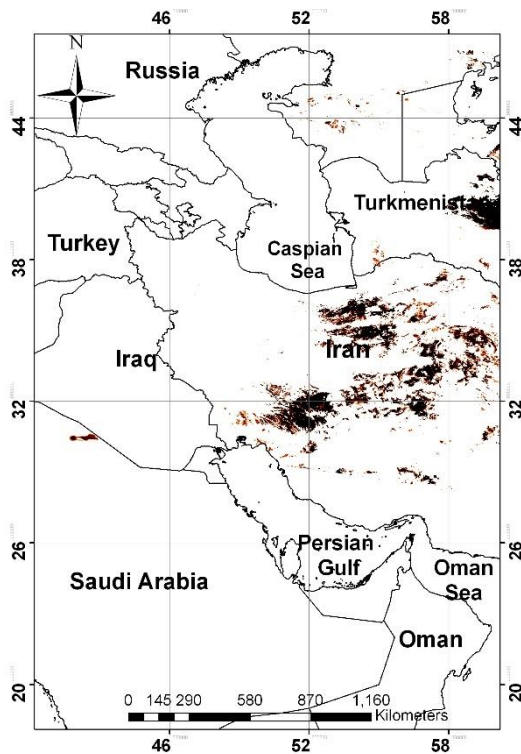 46 52 58
N
Russia
44 44
Turkmenist
Turkey
38 Caspian 38
Sea
Iraq Iran
32 32
26 Persian 26
Gulf
Oman
Sea
Saudi Arabia
Oman
20 20
0 145 290 580 870 1,160
Kilometers
46 52 58